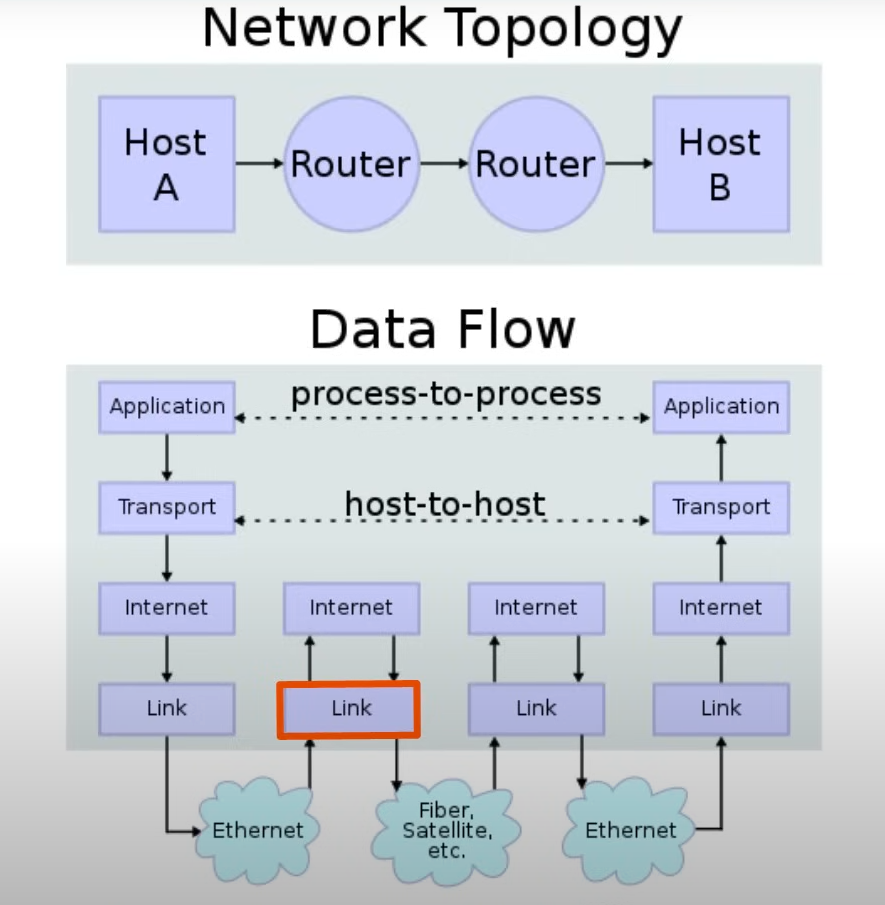 Network Topology
Host
A
Router
Router
Host
B
Data Flow
Application
process-to-process
Application
Transport
host-to-host
Transport
Internet
Internet
Internet
Internet
Link
Link
Link
Link
Ethernet
Fiber,
Satellite,
etc.
Ethernet